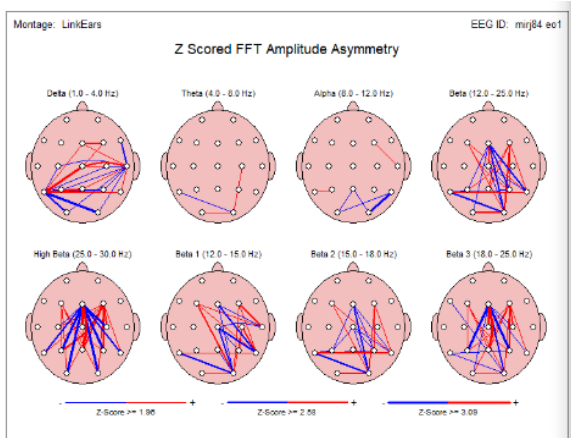 Montage: LinkEars EEG ID: mirj84 eo1
Z Scored FFT Amplitude Asymmetry
Delta (1.0 - 4.0 Hz) Theta (4.0 - 8.0 Hz) Alpha (8.0 - 12.0 Hz) Beta (12.0 - 25.0 Hz)
High Beta (25.0 - 30.0 Hz) Beta 1 (12.0 - 15.0 Hz) Beta 2 (15.0 - 18.0 Hz) Beta 3 (18.0 - 25.0 Hz)
- + - + - +
Z-Score >= 1.96 Z-Score >= 2.58 Z-Score >= 3.09